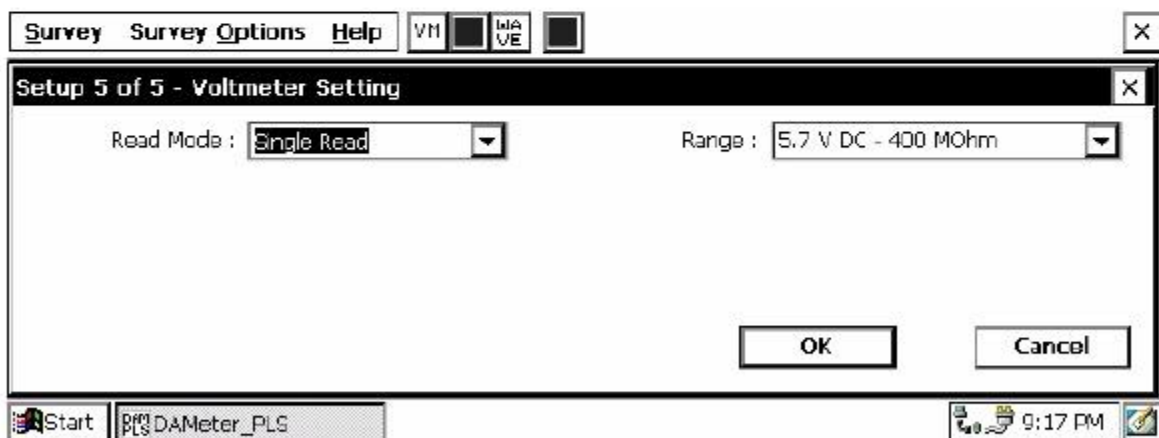 Survey Survey Options Help VM WAVE
Setup 5 of 5 - Voltmeter Setting
Read Mode : Single Read Range : 5.7 V DC - 400 MOhm
OK Cancel
Start DAMeter_PLS 9:17 PM